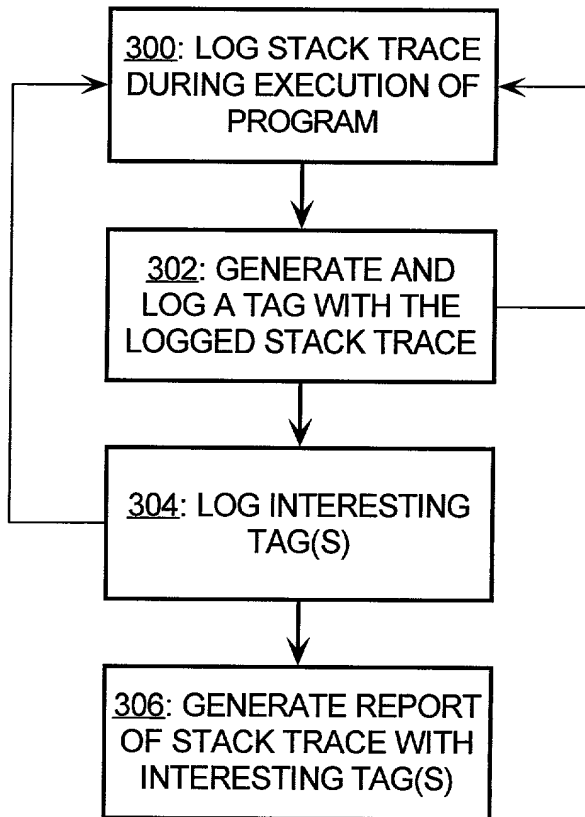 300: LOG STACK TRACE
DURING EXECUTION OF
PROGRAM
302: GENERATE AND
LOG A TAG WITH THE
LOGGED STACK TRACE
304: LOG INTERESTING
TAG(S)
306: GENERATE REPORT
OF STACK TRACE WITH
INTERESTING TAG(S)